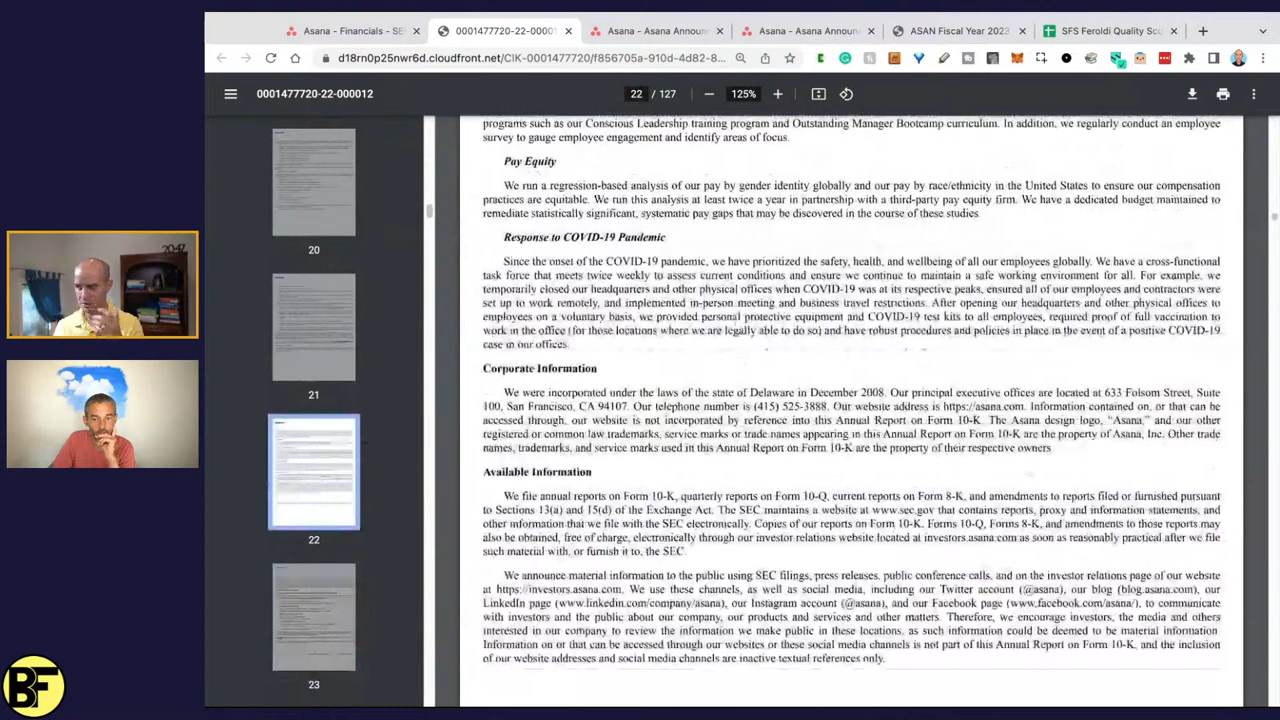 Asana - Financials - SE
0001477720-22-00001
Asana - Asana Announ
Asana - Asana Announ
ASAN Fiscal Year 2023
SFS Feroldi Quality Sco
d18rn0p25nwr6d.cloudfront.net/CIK-0001477720/f856705a-910d-4d82-8...
0001477720-22-000012
22 / 127
125%
programs such as our Conscious Leadership training program and Outstanding Manager Bootcamp curriculum. In addition, we regularly conduct an employee
survey to gauge employee engagement and identify areas of focus.
Pay Equity
We run a regression-based analysis of our pay by gender identity globally and our pay by race/ethnicity in the United States to ensure our compensation
practices are equitable. We run this analysis at least twice a year in partnership with a third-party pay equity firm. We have a dedicated budget maintained to
remediate statistically significant, systematic pay gaps that may be discovered in the course of these studies.
Response to COVID-19 Pandemic
Since the onset of the COVID-19 pandemic, we have prioritized the safety, health, and wellbeing of all our employees globally. We have a cross-functional
task force that meets twice weekly to assess current conditions and ensure we continue to maintain a safe working environment for all. For example, we
temporarily closed our headquarters and other physical offices when COVID-19 was at its respective peaks, ensured all of our employees and contractors were
set up to work remotely, and implemented in-person meeting and business travel restrictions. After opening our headquarters and other physical offices to
employees on a voluntary basis, we provided personal protective equipment and COVID-19 test kits to all employees, required proof of full vaccination to
work in the office (for those locations where we are legally able to do so) and have robust procedures and policies in place in the event of a positive COVID-19
case in our offices.
Corporate Information
We were incorporated under the laws of the state of Delaware in December 2008. Our principal executive offices are located at 633 Folsom Street, Suite
100, San Francisco, CA 94107. Our telephone number is (415) 525-3888. Our website address is https://asana.com. Information contained on, or that can be
accessed through, our website is not incorporated by reference into this Annual Report on Form 10-K. The Asana design logo, "Asana," and our other
registered or common law trademarks, service marks or trade names appearing in this Annual Report on Form 10-K are the property of Asana, Inc. Other trade
names, trademarks, and service marks used in this Annual Report on Form 10-K are the property of their respective owners
Available Information
We file annual reports on Form 10-K, quarterly reports on Form 10-Q, current reports on Form 8-K, and amendments to reports filed or furnished pursuant
to Sections 13(a) and 15(d) of the Exchange Act. The SEC maintains a website at www.sec.gov that contains reports, proxy and information statements, and
other information that we file with the SEC electronically. Copies of our reports on Form 10-K, Forms 10-Q, Forms 8-K, and amendments to those reports may
also be obtained, free of charge, electronically through our investor relations website located at investors.asana.com as soon as reasonably practical after we file
such material with, or furnish it to, the SEC
We announce material information to the public using SEC filings, press releases, public conference calls, and on the investor relations page of our website
at https://investors.asana.com. We use these channels, as well as social media, including our Twitter account (@asana), our blog (blog.asana.com), our
LinkedIn page (www.linkedin.com/company/asana), our Instagram account (@asana), and our Facebook page (www.facebook.com/asana/), to communicate
with investors and the public about our company, our products and services and other matters. Therefore, we encourage investors, the media and others
interested in our company to review the information we make public in these locations, as such information could be deemed to be material information
Information on or that can be accessed through our websites or these social media channels is not part of this Annual Report on Form 10-K, and the inclusion
of our website addresses and social media channels are inactive textual references only.
20
21
22
23
BF